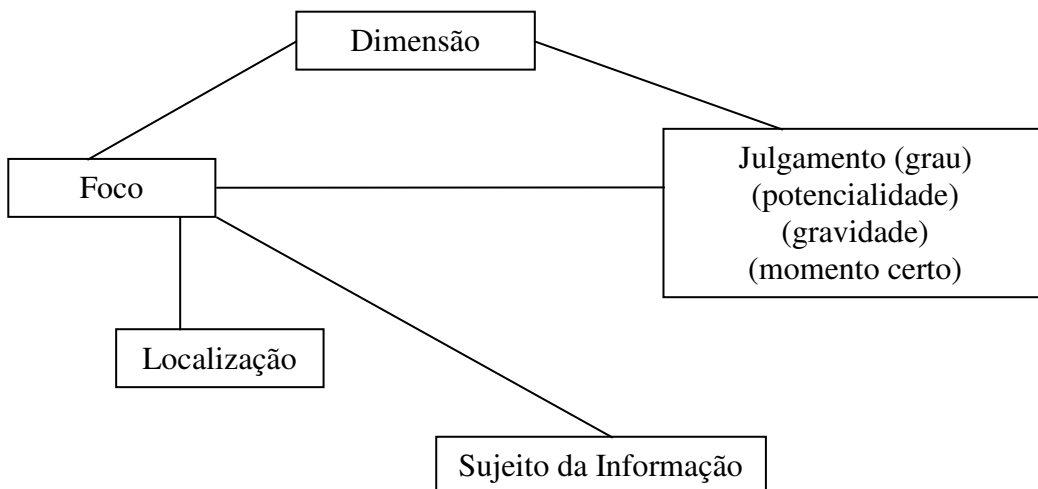 Dimensão
Julgamento (grau)
(potencialidade)
(gravidade)
(momento certo)
Foco
Localização
Sujeito da Informação